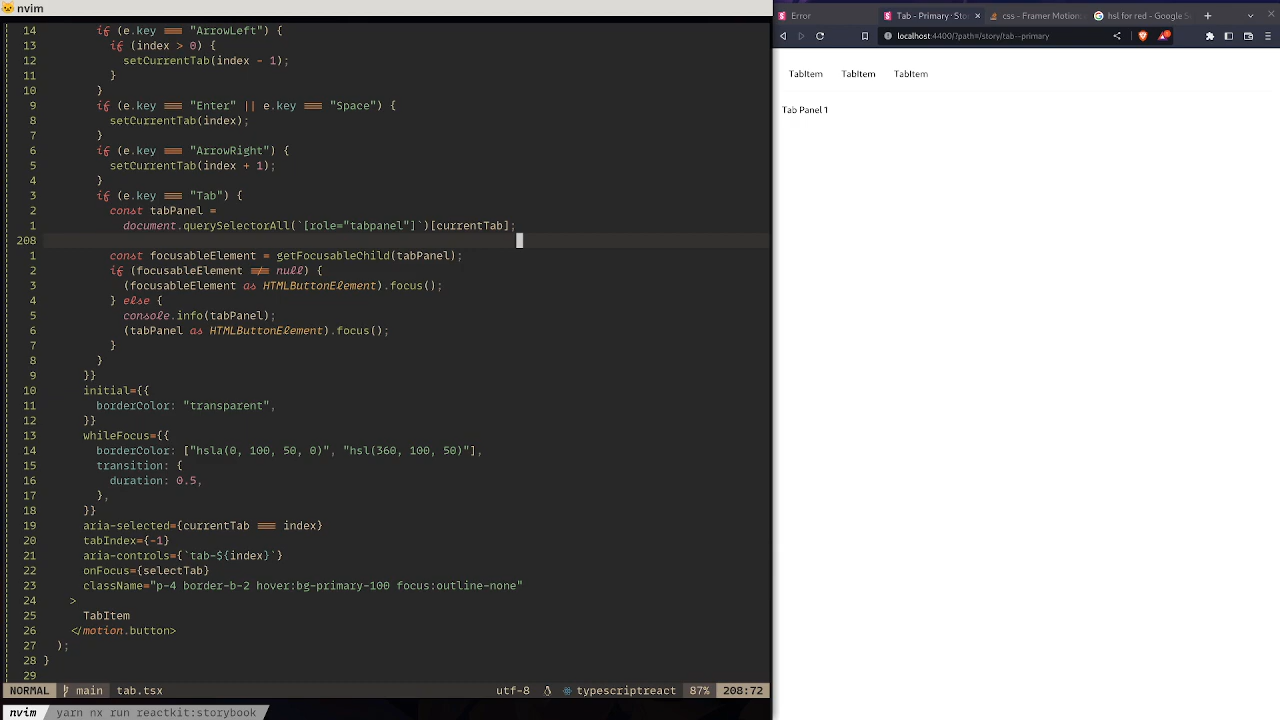 nvim
14 if (e.key === "ArrowLeft") {
13 if (index > 0) {
12 setCurrentTab(index - 1);
11 }
10 }
9 if (e.key === "Enter" || e.key === "Space") {
8 setCurrentTab(index);
7 }
6 if (e.key === "ArrowRight") {
5 setCurrentTab(index + 1);
4 }
3 if (e.key === "Tab") {
2 const tabPanel =
1 document.querySelectorAll(`[role="tabpanel"]`)[currentTab];
208
1 const focusableElement = getFocusableChild(tabPanel);
2 if (focusableElement !== null) {
3 (focusableElement as HTMLButtonElement).focus();
4 } else {
5 console.info(tabPanel);
6 (tabPanel as HTMLButtonElement).focus();
7 }
8 }
9 }}
10 initial={{
11 borderColor: "transparent",
12 }}
13 whileFocus={{
14 borderColor: ["hsla(0, 100, 50, 0)", "hsl(360, 100, 50)"],
15 transition: {
16 duration: 0.5,
17 },
18 }}
19 aria-selected={currentTab === index}
20 tabIndex={-1}
21 aria-controls={`tab-${index}`}
22 onFocus={selectTab}
23 className="p-4 border-b-2 hover:bg-primary-100 focus:outline-none"
24 >
25 TabItem
26 </motion.button>
27 );
28 }
29
NORMAL main tab.tsx utf-8 typescriptreact 87% 208:72
nvim yarn nx run reactkit:storybook
Error Tab - Primary · Sto css - Framer Motion hsl for red - Google S
localhost:4400/?path=/story/tab--primary
TabItem TabItem TabItem
Tab Panel 1